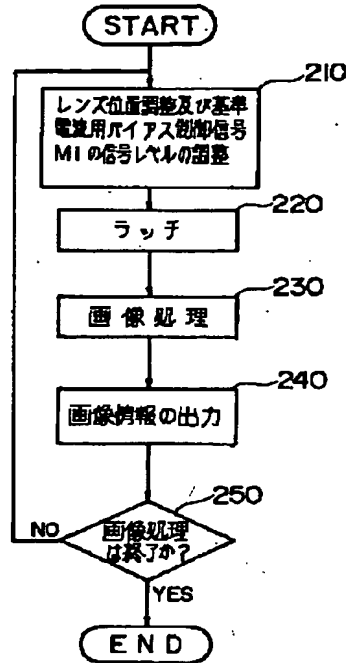 START
210
レンズ位置調整及び基準
電流用バイアス制御信号
M1の信号レベルの調整
220
ラッチ
230
画像処理
240
画像情報の出力
250
画像処理
は終了か?
NO
YES
END